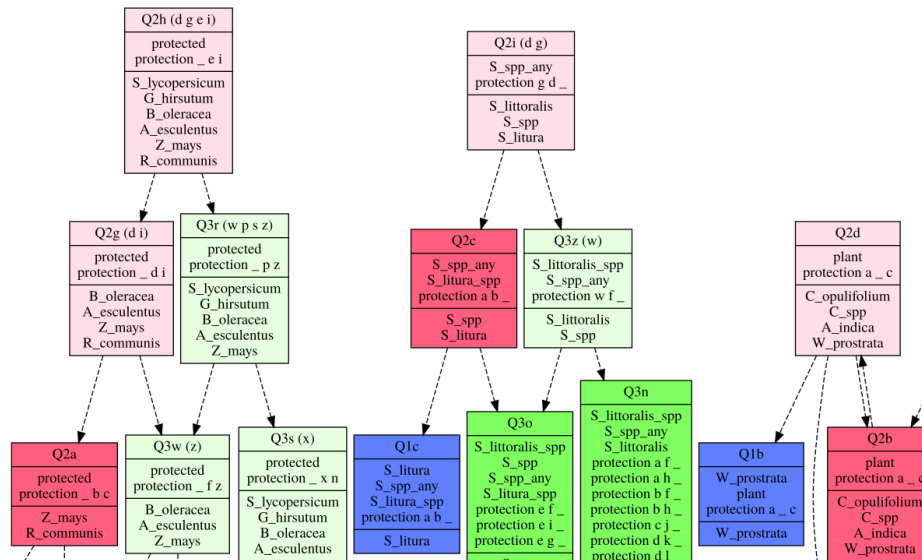 Q2h (d g e i)
protected
protection _ e i
S_lycopersicum
G_hirsutum
B_oleracea
A_esculentus
Z_mays
R_communis
Q2i (d g)
S_spp_any
protection g d _
S_littoralis
S_spp
S_litura
Q2g (d i)
protected
protection _ d i
B_oleracea
A_esculentus
Z_mays
R_communis
Q3r (w p s z)
protected
protection _ p z
S_lycopersicum
G_hirsutum
B_oleracea
A_esculentus
Z_mays
Q2c
S_spp_any
S_litura_spp
protection a b _
S_spp
S_litura
Q3z (w)
S_littoralis_spp
S_spp_any
protection w f _
S_littoralis
S_spp
Q2d
plant
protection a _ c
C_opulifolium
C_spp
A_indica
W_prostrata
Q2a
protected
protection _ b c
Z_mays
R_communis
Q3w (z)
protected
protection _ f z
B_oleracea
A_esculentus
Z_mays
Q3s (x)
protected
protection _ x n
S_lycopersicum
G_hirsutum
B_oleracea
A_esculentus
Q1c
S_litura
S_spp_any
S_litura_spp
protection a b _
S_litura
Q3o
S_littoralis_spp
S_spp
S_spp_any
S_litura_spp
protection e f _
protection e i _
protection e g _
Q3n
S_littoralis_spp
S_spp_any
S_littoralis
protection a f _
protection a h _
protection b f _
protection b h _
protection c j _
protection d k _
protection d l
Q1b
W_prostrata
plant
protection a _ c
W_prostrata
Q2b
plant
protection a _ c
C_opulifolium
C_spp
A_indica
W_prostrata